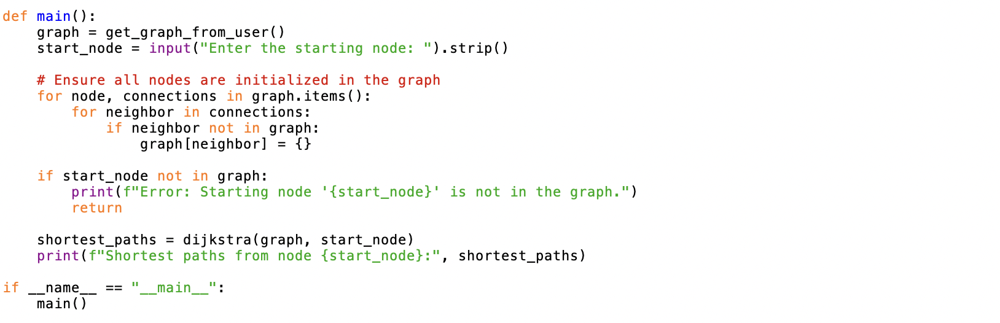 def main():
    graph = get_graph_from_user()
    start_node = input("Enter the starting node: ").strip()

    # Ensure all nodes are initialized in the graph
    for node, connections in graph.items():
        for neighbor in connections:
            if neighbor not in graph:
                graph[neighbor] = {}

    if start_node not in graph:
        print(f"Error: Starting node '{start_node}' is not in the graph.")
        return

    shortest_paths = dijkstra(graph, start_node)
    print(f"Shortest paths from node {start_node}:", shortest_paths)

if __name__ == "__main__":
    main()